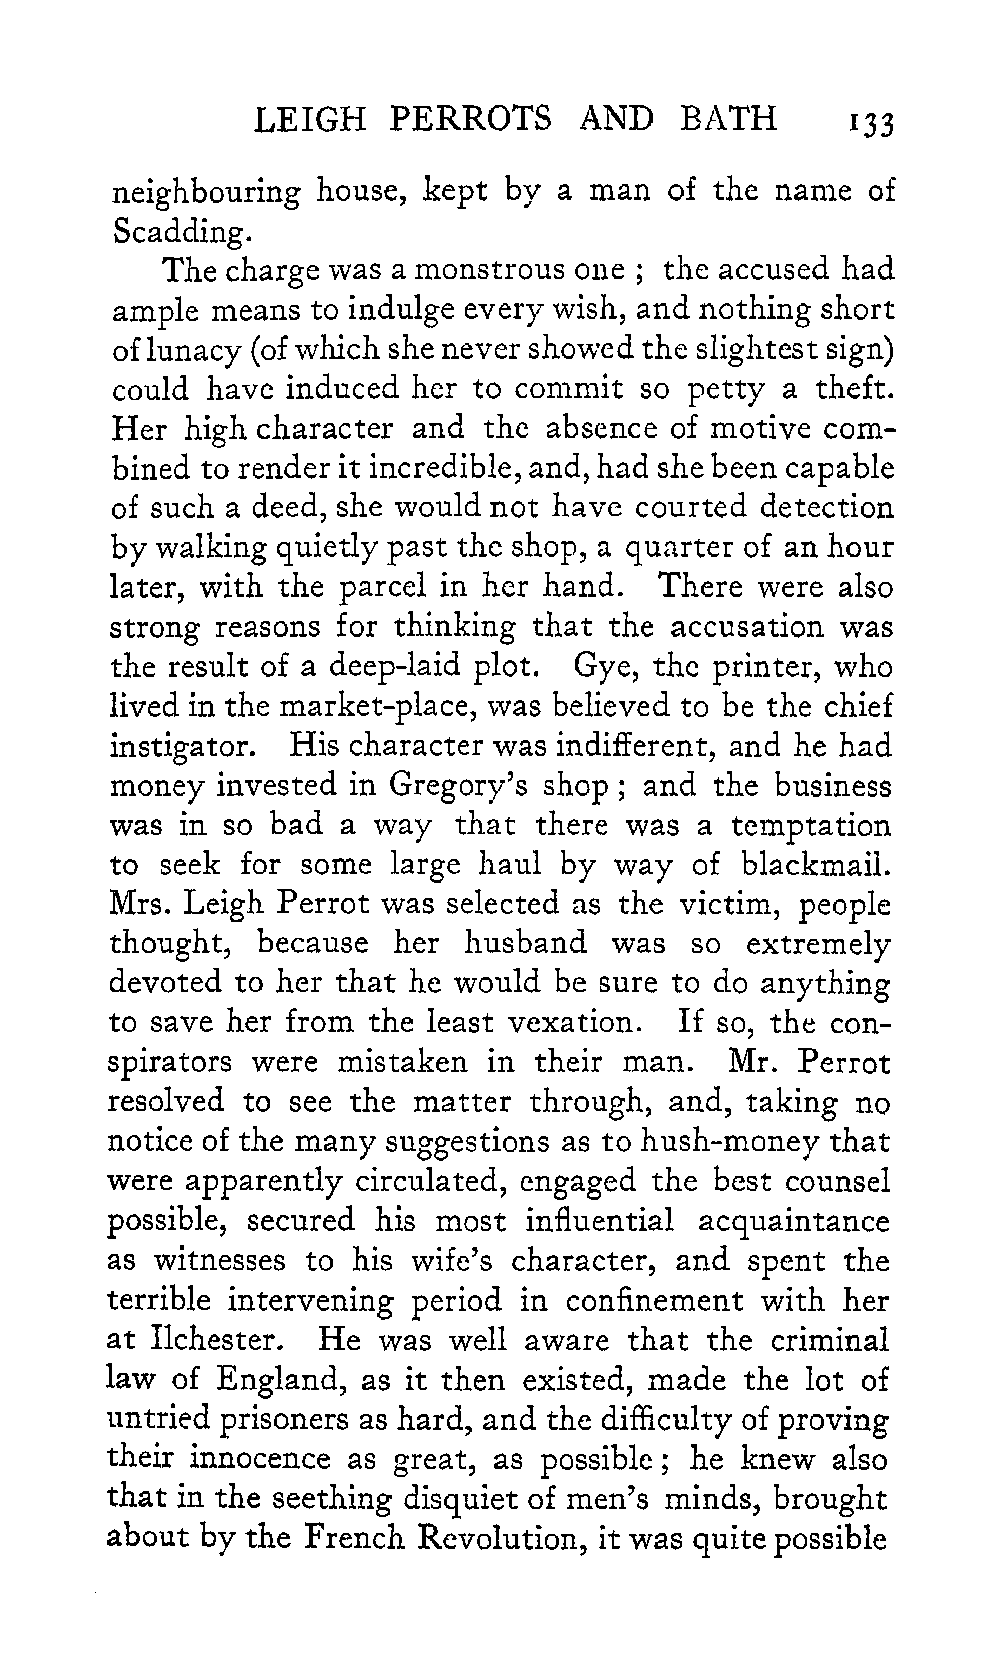 LEIGH PERROTS AND BATH 133
neighbouring house, kept by a man of the name of
Scadding.
The charge was a monstrous one ; the accused had
ample means to indulge every wish, and nothing short
of lunacy (of which she never showed the slightest sign)
could have induced her to commit so petty a theft.
Her high character and the absence of motive com-
bined to render it incredible, and, had she been capable
of such a deed, she would not have courted detection
by walking quietly past the shop, a quarter of an hour
later, with the parcel in her hand. There were also
strong reasons for thinking that the accusation was
the result of a deep-laid plot. Gye, the printer, who
lived in the market-place, was believed to be the chief
instigator. His character was indifferent, and he had
money invested in Gregory's shop ; and the business
was in so bad a way that there was a temptation
to seek for some large haul by way of blackmail.
Mrs. Leigh Perrot was selected as the victim, people
thought, because her husband was so extremely
devoted to her that he would be sure to do anything
to save her from the least vexation. If so, the con-
spirators were mistaken in their man. Mr. Perrot
resolved to see the matter through, and, taking no
notice of the many suggestions as to hush-money that
were apparently circulated, engaged the best counsel
possible, secured his most influential acquaintance
as witnesses to his wife's character, and spent the
terrible intervening period in confinement with her
at Ilchester. He was well aware that the criminal
law of England, as it then existed, made the lot of
untried prisoners as hard, and the difficulty of proving
their innocence as great, as possible ; he knew also
that in the seething disquiet of men's minds, brought
about by the French Revolution, it was quite possible